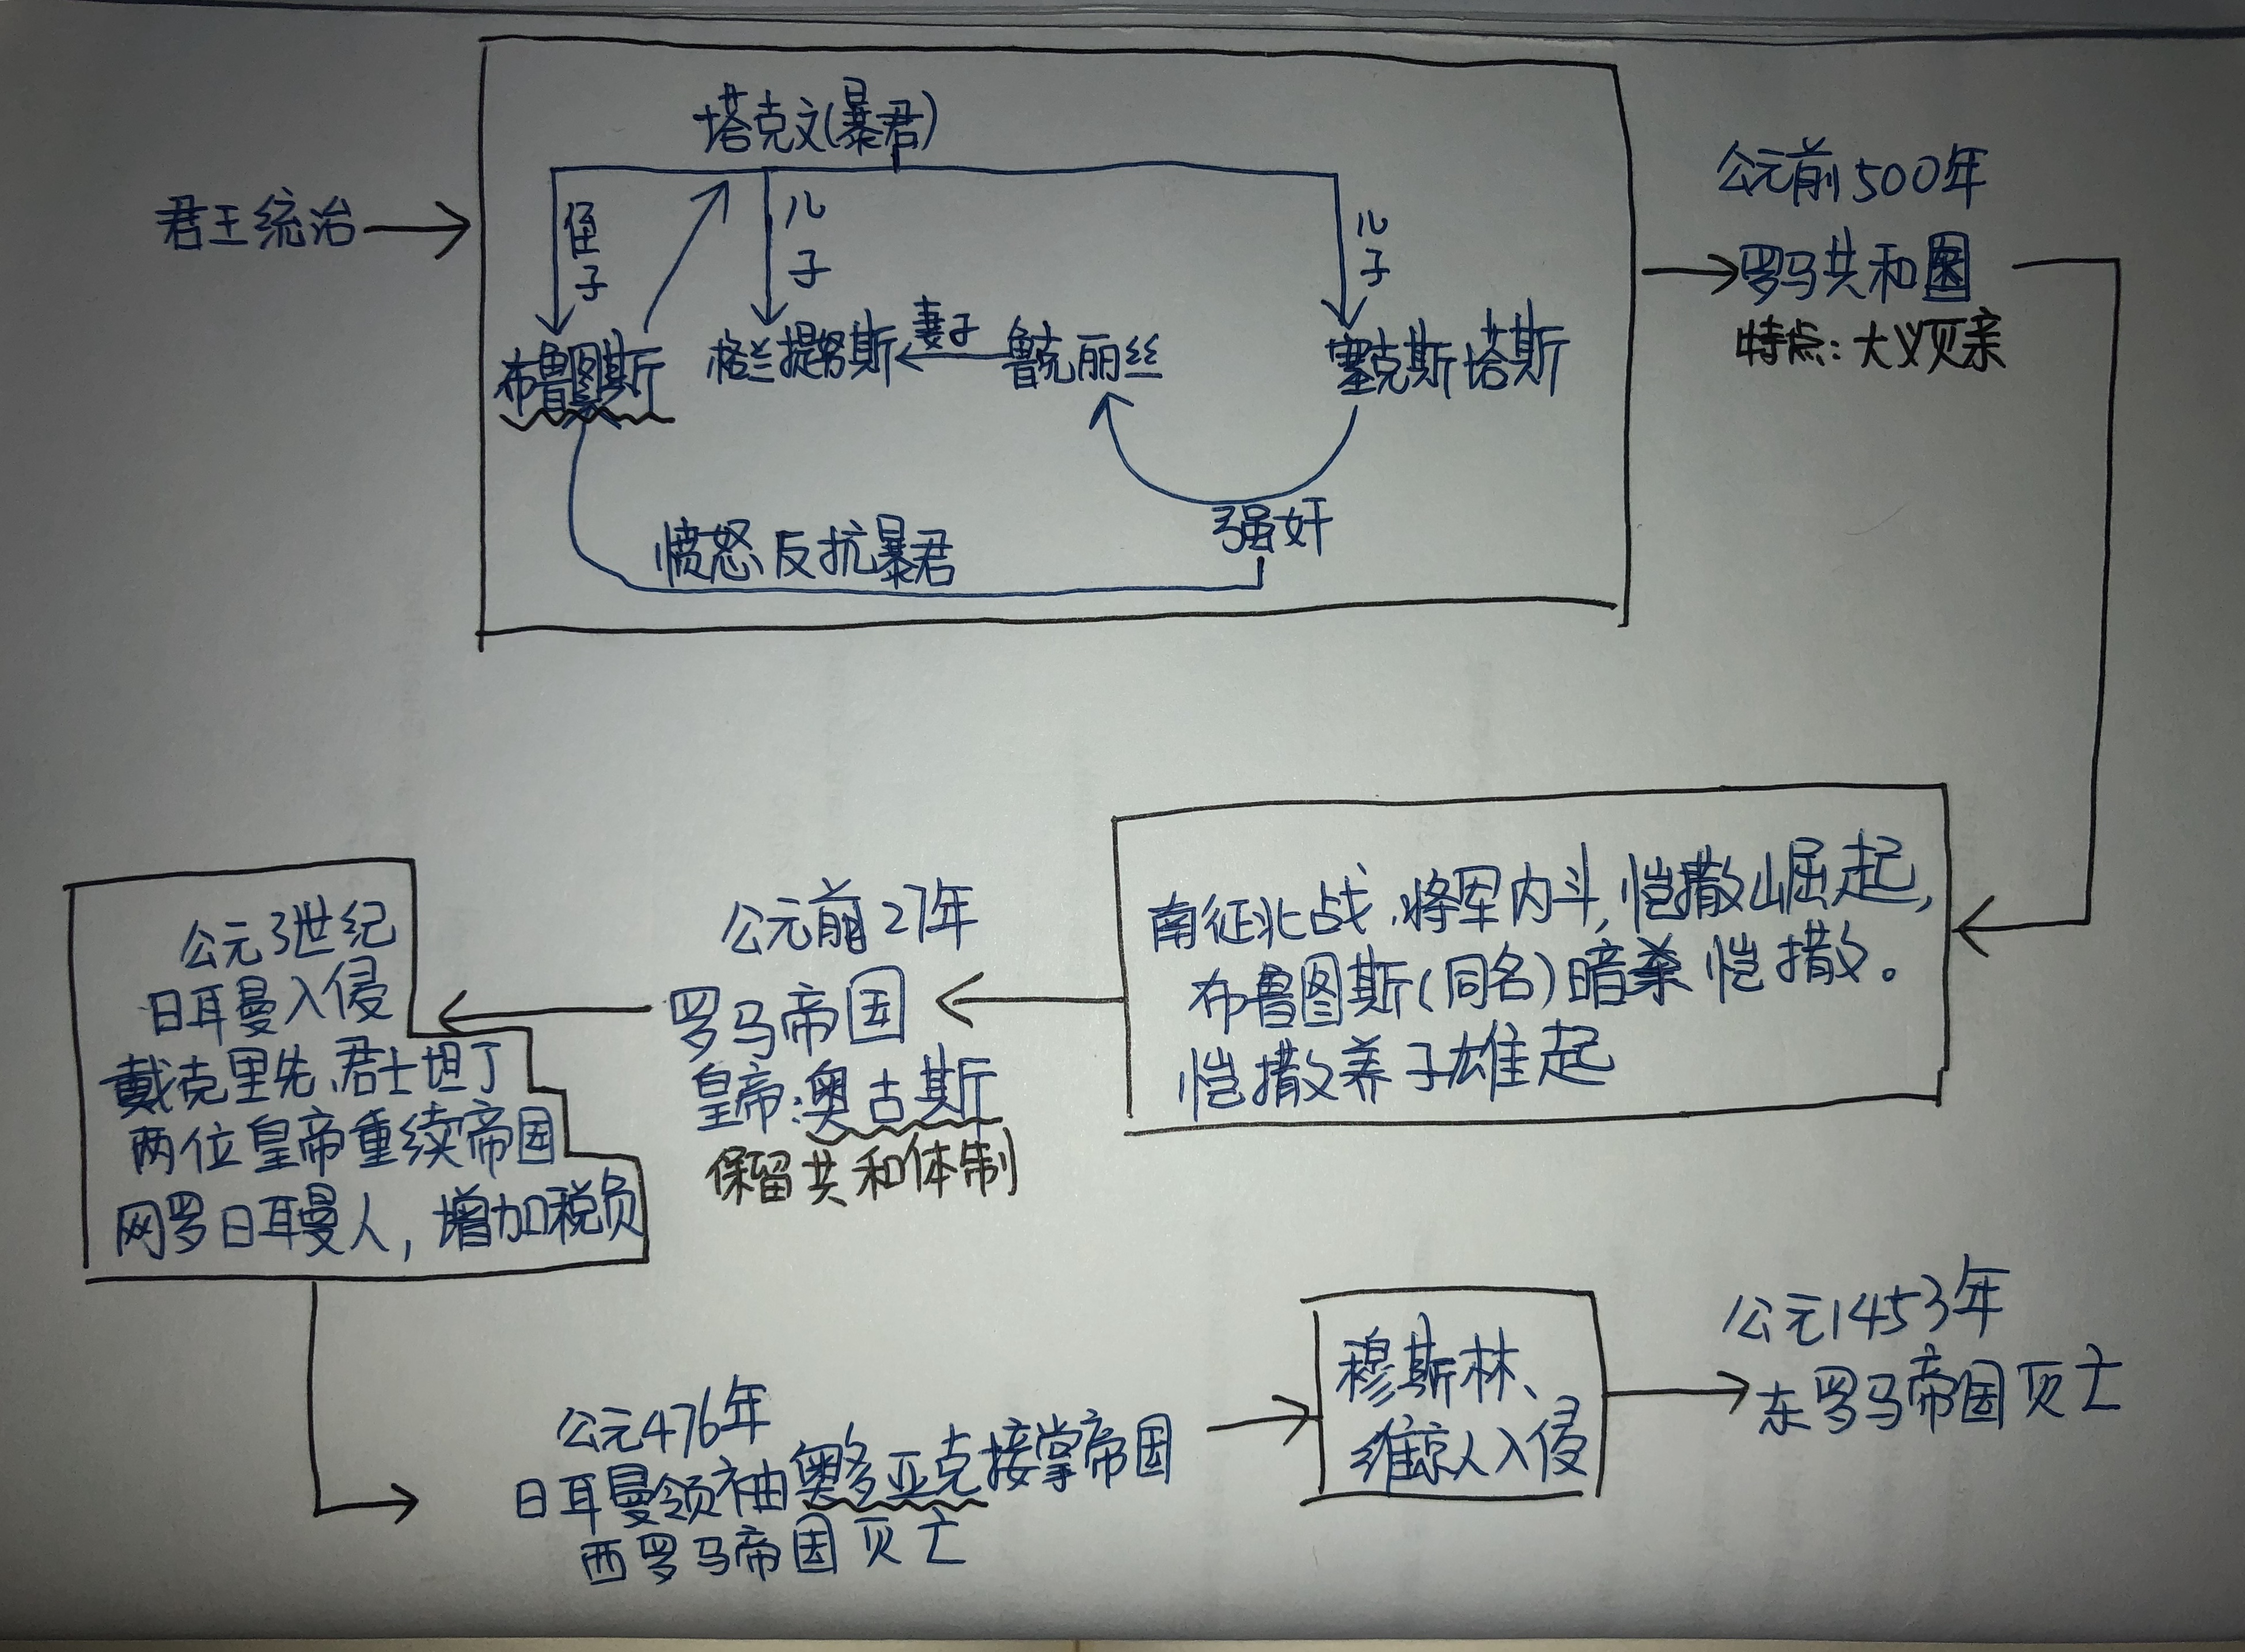 塔克文(暴君)
君王统治
侄子
儿子
儿子
布鲁图斯
格兰提努斯
妻子
鲁克丽丝
塞克斯塔斯
强奸
愤怒、反抗暴君
公元前500年
罗马共和国
特点:大义灭亲
南征北战、将军内斗,恺撒崛起,
布鲁图斯(同名)暗杀恺撒。
恺撒养子雄起
公元前27年
罗马帝国
皇帝:奥古斯
保留共和体制
公元3世纪
日耳曼入侵
戴克里先、君士坦丁
两位皇帝重续帝国
网罗日耳曼人,增加税负
公元476年
日耳曼领袖奥多亚克接掌帝国
西罗马帝国灭亡
穆斯林、
维京人入侵
公元1453年
东罗马帝国灭亡